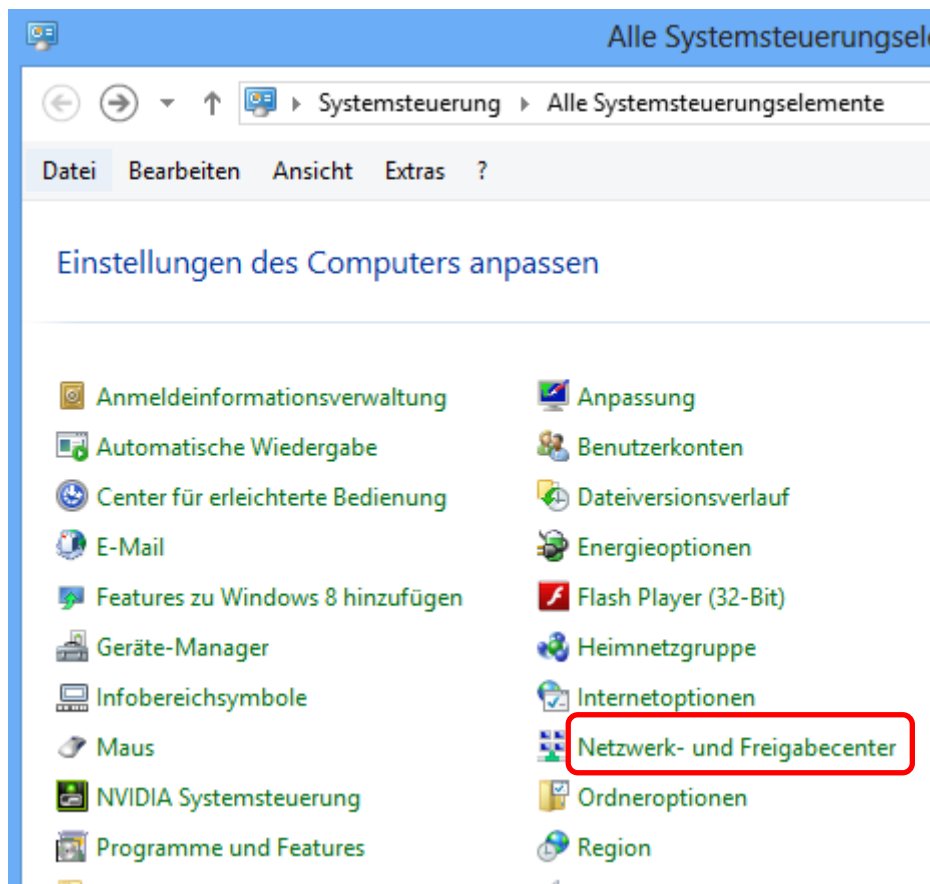 Alle Systemsteuerungsel
Systemsteuerung Alle Systemsteuerungselemente
Datei Bearbeiten Ansicht Extras ?
Einstellungen des Computers anpassen
Anmeldeinformationsverwaltung
Automatische Wiedergabe
Center für erleichterte Bedienung
E-Mail
Features zu Windows 8 hinzufügen
Geräte-Manager
Infobereichsymbole
Maus
NVIDIA Systemsteuerung
Programme und Features
Anpassung
Benutzerkonten
Dateiversionsverlauf
Energieoptionen
Flash Player (32-Bit)
Heimnetzgruppe
Internetoptionen
Netzwerk- und Freigabecenter
Ordneroptionen
Region